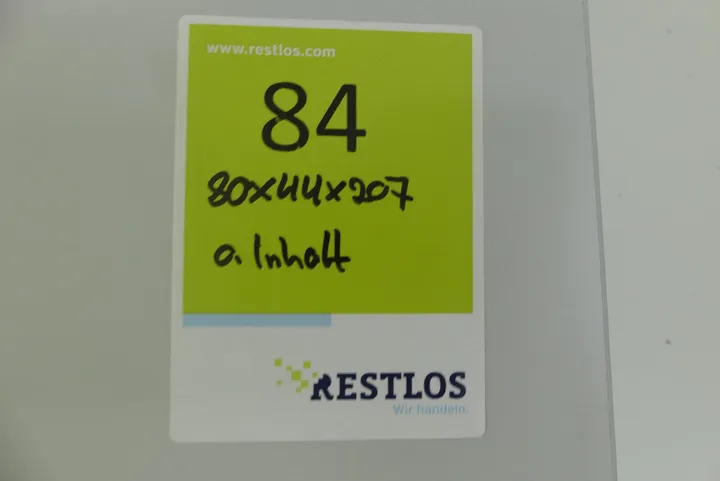 www.restlos.com
84
80x44x207
o. Inhalt
RESTLOS
Wir handeln.